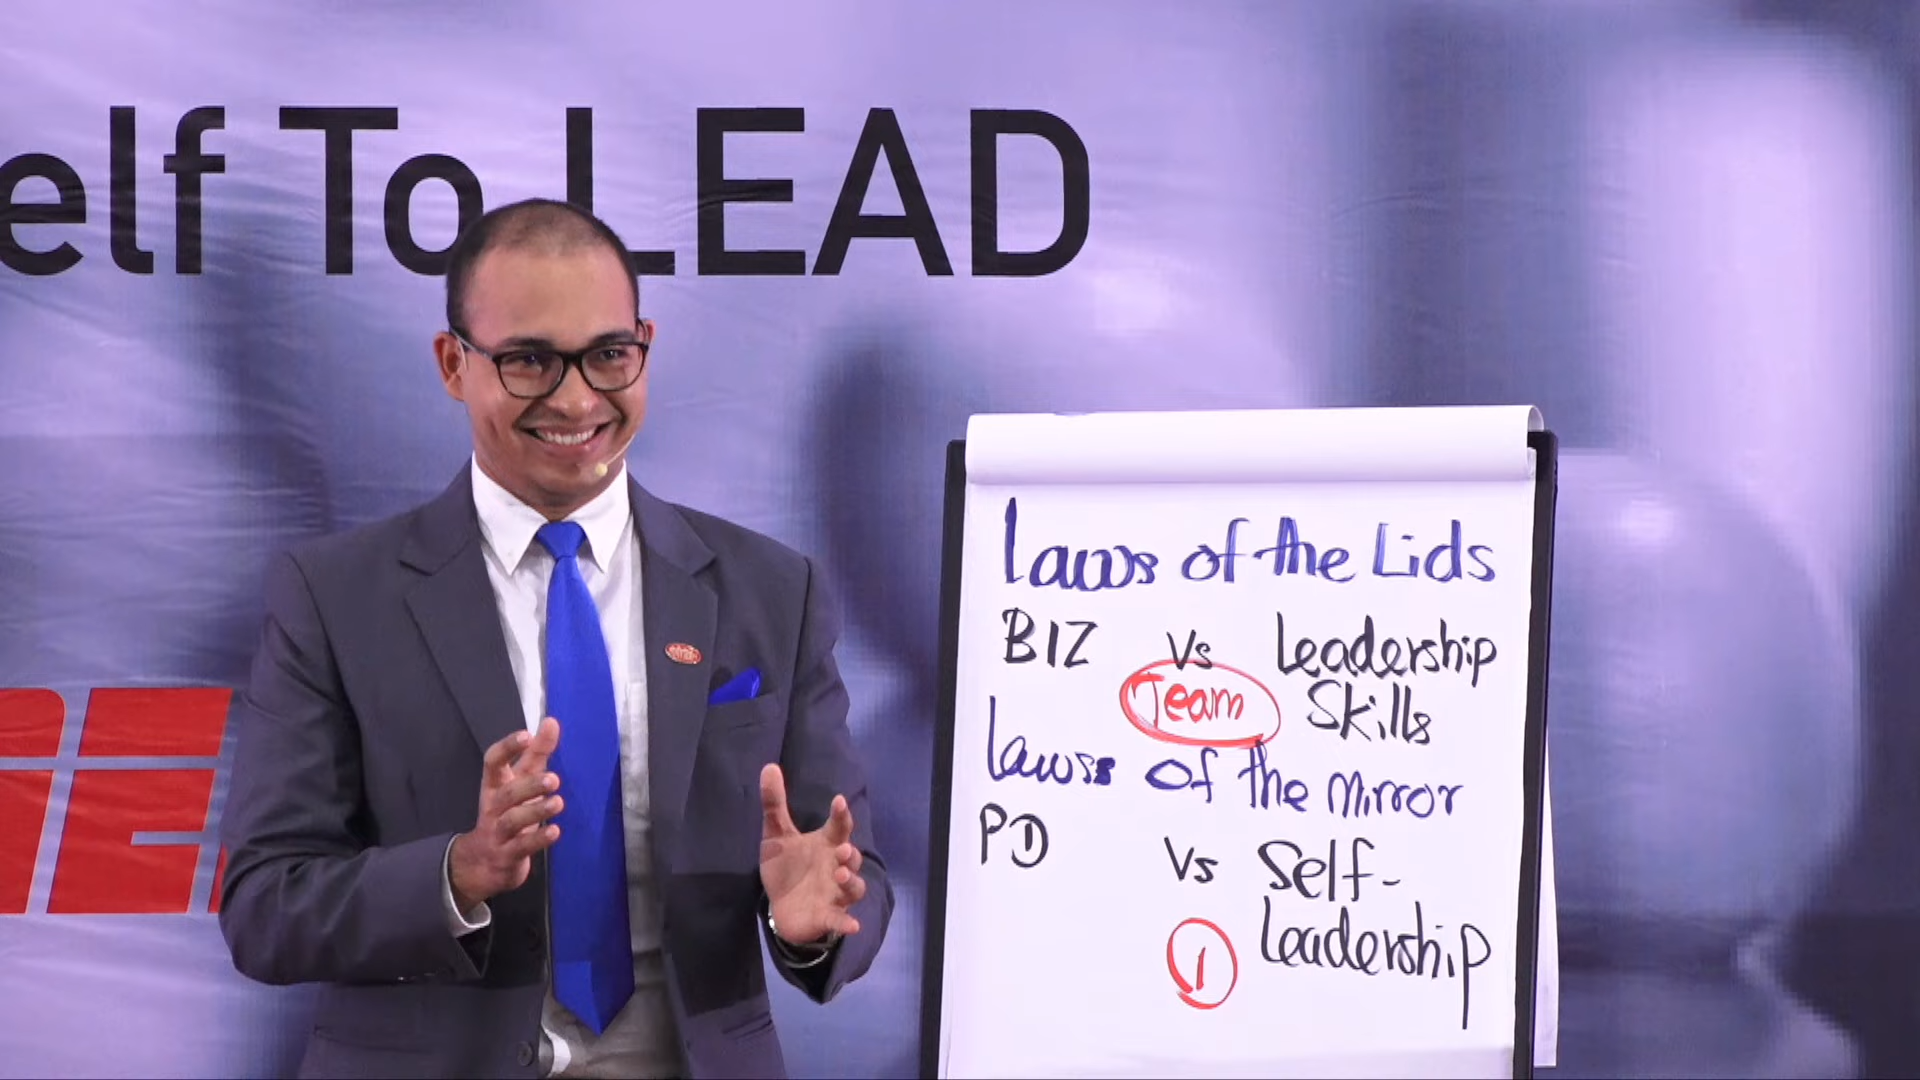 elf To LEAD
Laws of the Lids
BIZ Vs Leadership
Team Skills
Laws of the Mirror
PD Vs Self-
Leadership
1